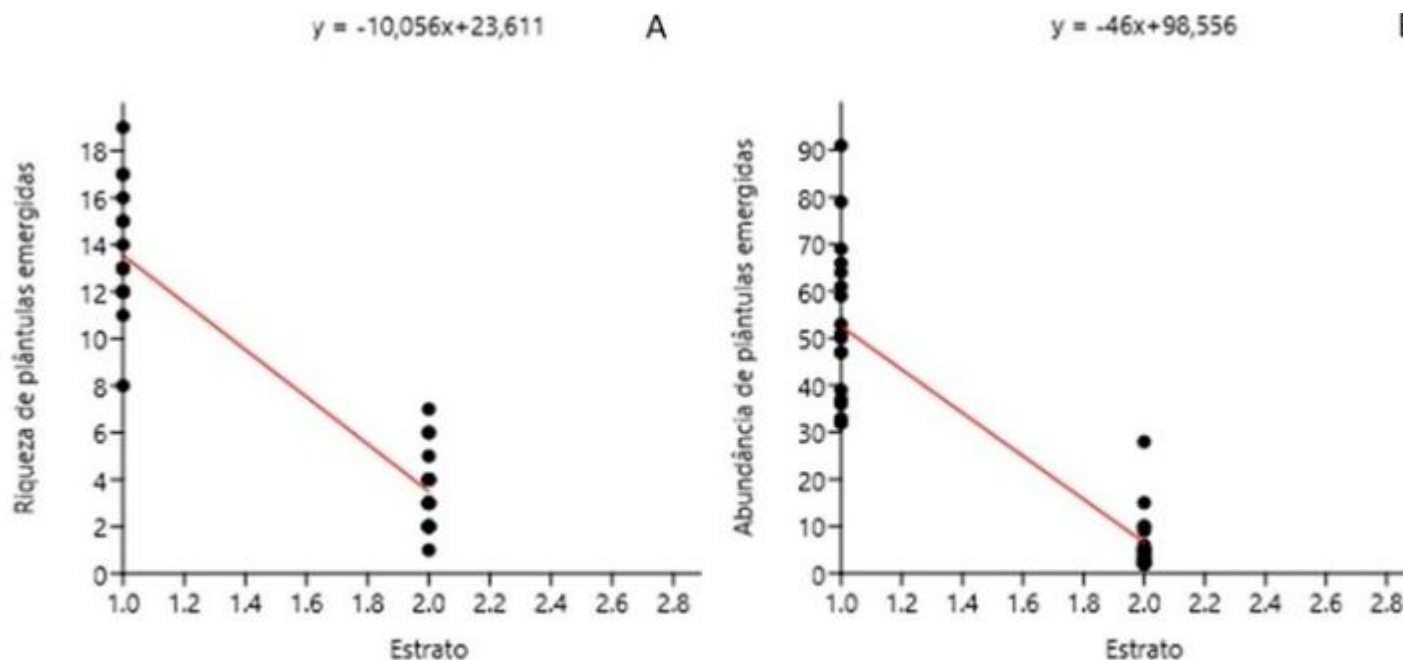 y = -10,056x+23,611
A
Riqueza de plântulas emergidas
18
16
14
12
10
8
6
4
2
0
1.0 1.2 1.4 1.6 1.8 2.0 2.2 2.4 2.6 2.8
Estrato
y = -46x+98,556
Abundância de plântulas emergidas
90
80
70
60
50
40
30
20
10
0
1.0 1.2 1.4 1.6 1.8 2.0 2.2 2.4 2.6 2.8
Estrato